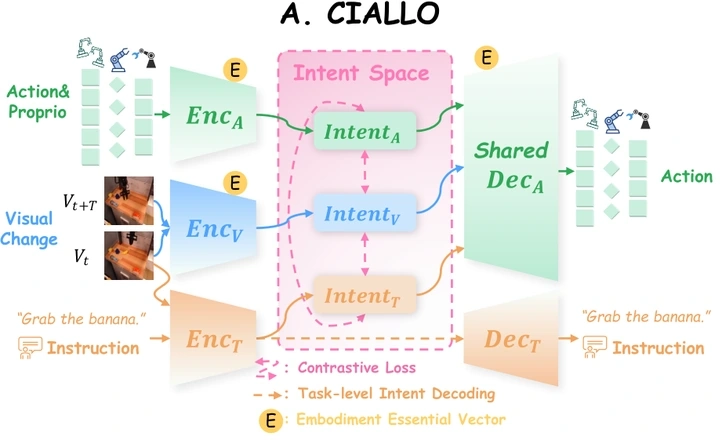 A. CIALLO
E
E
Intent Space
Action&
Proprio
Enc_A
Intent_A
Shared
Dec_A
Action
E
V_{t+T}
Visual
Change
V_t
Enc_V
Intent_V
Intent_T
"Grab the banana."
Instruction
Enc_T
Dec_T
"Grab the banana."
Instruction
: Contrastive Loss
: Task-level Intent Decoding
E : Embodiment Essential Vector